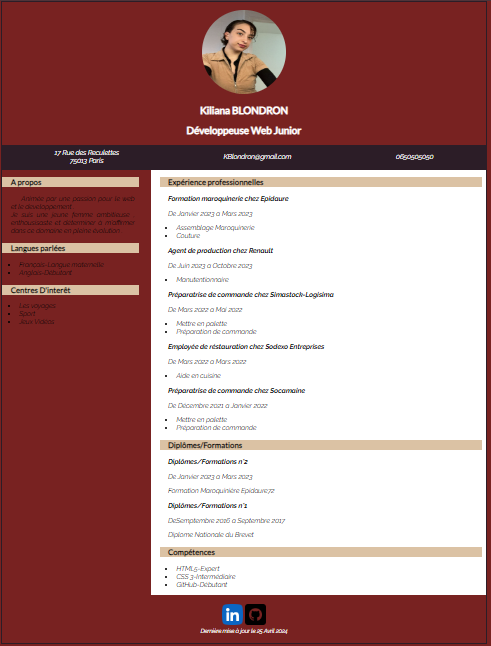 Kiliana BLONDRON
Développeuse Web Junior
17 Rue des Reculettes
75013 Paris
KBlondron@gmail.com
0650505050
A propos
Animée par une passion pour le web
et le développement.
Je suis une jeune femme ambitieuse,
enthousiaste et déterminer à m'affirmer
dans ce domaine en pleine évolution
Langues parlées
Français-Langue maternelle
Anglais-Débutant
Centres D'interêt
Les voyages
Sport
Jeux Vidéos
Expérience professionnelles
Formation maroquinerie chez Epidaure
De Janvier 2023 a Mars 2023
Assemblage Maroquinerie
Couture
Agent de production chez Renault
De Juin 2023 a Octobre 2023
Manutentionnaire
Préparatrise de commande chez Simastock-Logisima
De Mars 2022 a Mai 2022
Mettre en palette
Préparation de commande
Employée de réstauration chez Sodexo Entreprises
De Mars 2022 a Mars 2022
Aide en cuisine
Préparatrise de commande chez Socamaine
De Décembre 2021 a Janvier 2022
Mettre en palette
Préparation de commande
Diplômes/Formations
Diplômes/Formations n°2
De Janvier 2023 a Mars 2023
Formation Maroquiniere Epidaure72
Diplômes/Formations n°1
DeSemptembre 2016 a Septembre 2017
Diplome Nationale du Brevet
Compétences
HTML5-Expert
CSS 3-Intermédiaire
GitHub-Débutant
in
Dernière mise à jour le 25 Avril 2024